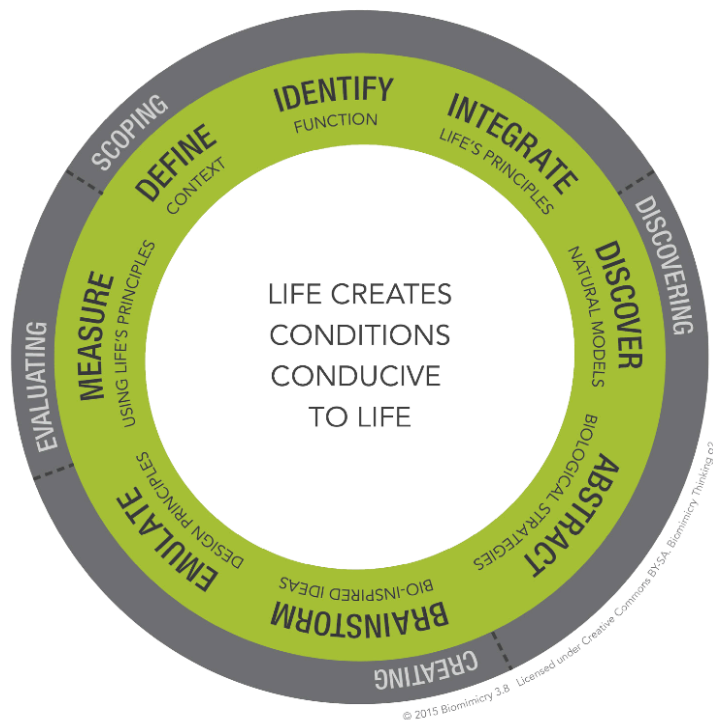 SCOPING
DEFINE
CONTEXT
IDENTIFY
FUNCTION
INTEGRATE
LIFE'S PRINCIPLES
DISCOVERING
DISCOVER
NATURAL MODELS
ABSTRACT
BIOLOGICAL STRATEGIES
CREATING
BRAINSTORM
BIO-INSPIRED IDEAS
EMULATE
DESIGN PRINCIPLES
EVALUATING
MEASURE
USING LIFE'S PRINCIPLES
LIFE CREATES
CONDITIONS
CONDUCIVE
TO LIFE
© 2015 Biomimicry 3.8 Licensed under Creative Commons BY-SA. Biomimicry Thinking